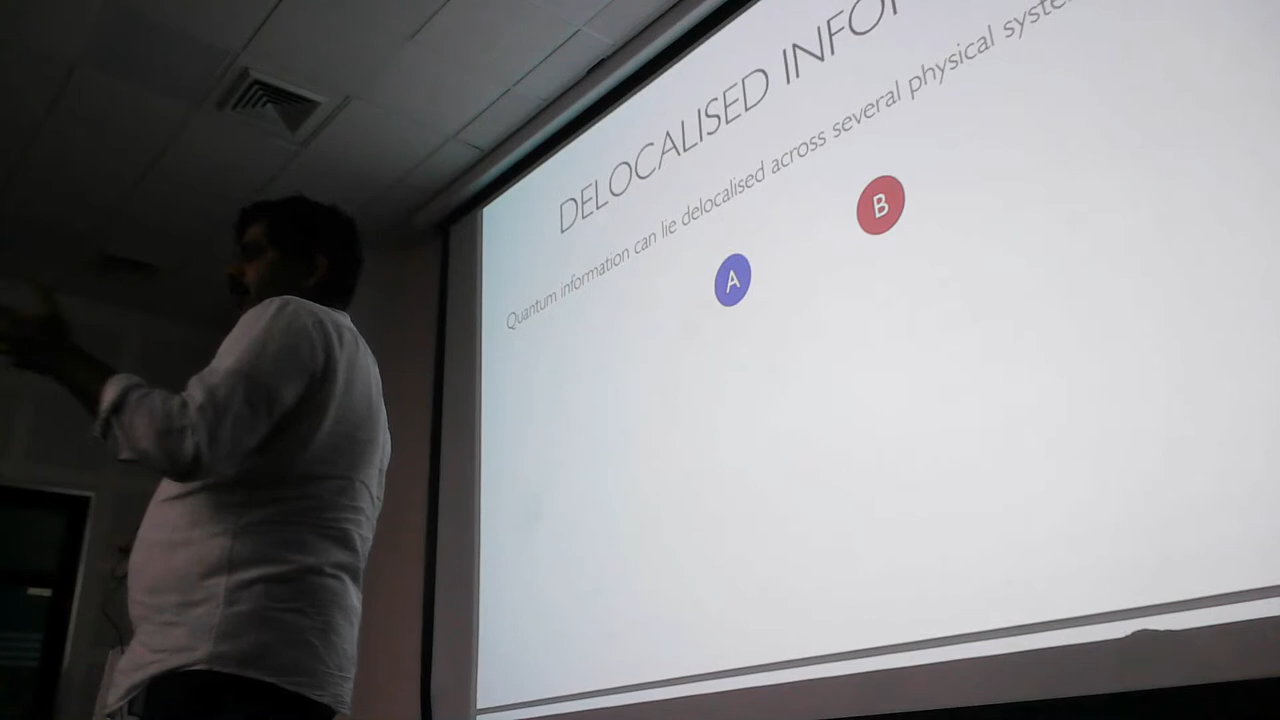 DELOCALISED INFO
Quantum information can lie delocalised across several physical syste
A
B